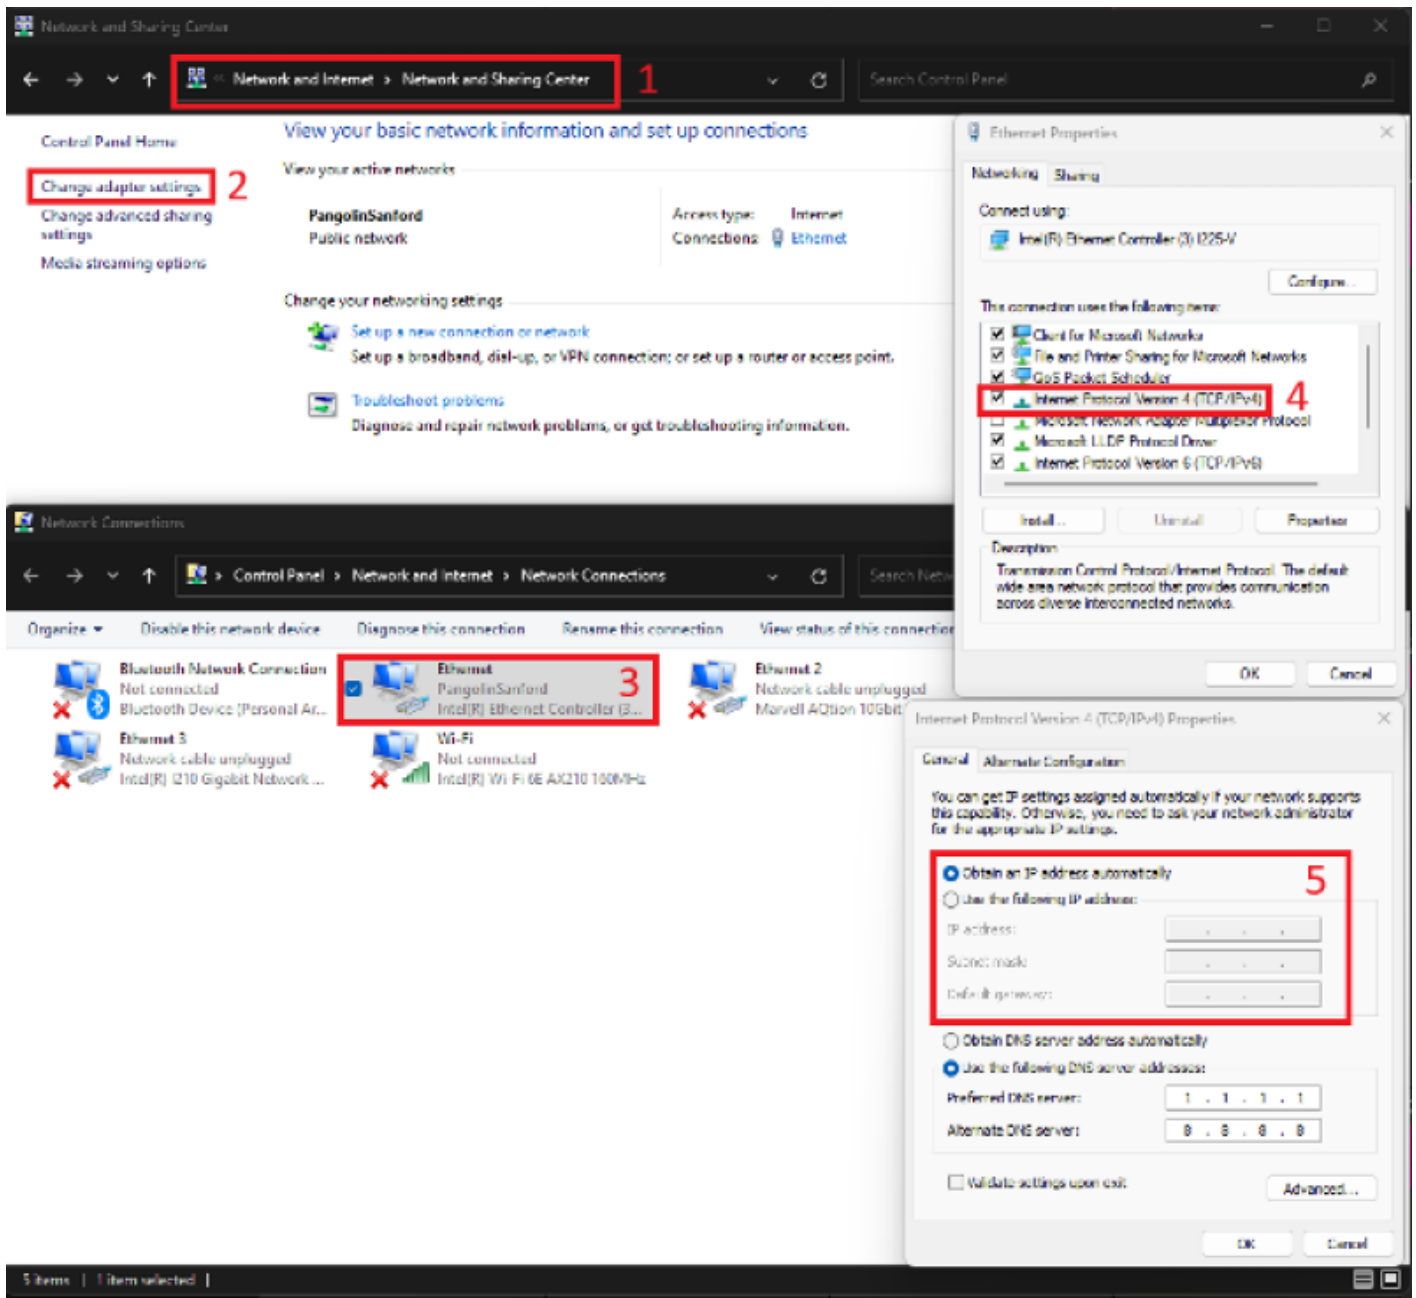 Network and Sharing Center
Network and Internet > Network and Sharing Center
1
Search Control Panel
Control Panel Home
Change adapter settings
2
Change advanced sharing
settings
Media streaming options
View your basic network information and set up connections
View your active networks
PangolinSanford
Public network
Access type: Internet
Connections: Ethernet
Change your networking settings
Set up a new connection or network
Set up a broadband, dial-up, or VPN connection; or set up a router or access point.
Troubleshoot problems
Diagnose and repair network problems, or get troubleshooting information.
Ethernet Properties
Networking Sharing
Connect using:
Intel(R) Ethernet Controller (3) I225-V
Configure...
This connection uses the following items:
Client for Microsoft Networks
File and Printer Sharing for Microsoft Networks
QoS Packet Scheduler
Internet Protocol Version 4 (TCP/IPv4)
4
Microsoft Network Adapter Multiplexor Protocol
Microsoft LLDP Protocol Driver
Internet Protocol Version 6 (TCP/IPv6)
Install... Uninstall Properties
Description
Transmission Control Protocol/Internet Protocol. The default
wide area network protocol that provides communication
across diverse interconnected networks.
OK Cancel
Network Connections
Control Panel > Network and Internet > Network Connections
Search Netw
Organize Disable this network device Diagnose this connection Rename this connection View status of this connection
Bluetooth Network Connection
Not connected
Bluetooth Device (Personal Ar...
Ethernet
PangolinSanford
Intel(R) Ethernet Controller (3...
3
Ethernet 2
Network cable unplugged
Marvell AQtion 10Gbit
Ethernet 3
Network cable unplugged
Intel(R) I210 Gigabit Network ...
Wi-Fi
Not connected
Intel(R) Wi-Fi 6E AX210 160MHz
Internet Protocol Version 4 (TCP/IPv4) Properties
General Alternate Configuration
You can get IP settings assigned automatically if your network supports
this capability. Otherwise, you need to ask your network administrator
for the appropriate IP settings.
Obtain an IP address automatically
5
Use the following IP address:
IP address:
Subnet mask:
Default gateway:
Obtain DNS server address automatically
Use the following DNS server addresses:
Preferred DNS server: 1 . 1 . 1 . 1
Alternate DNS server: 8 . 8 . 8 . 8
Validate settings upon exit
Advanced...
OK Cancel
5 items | 1 item selected |